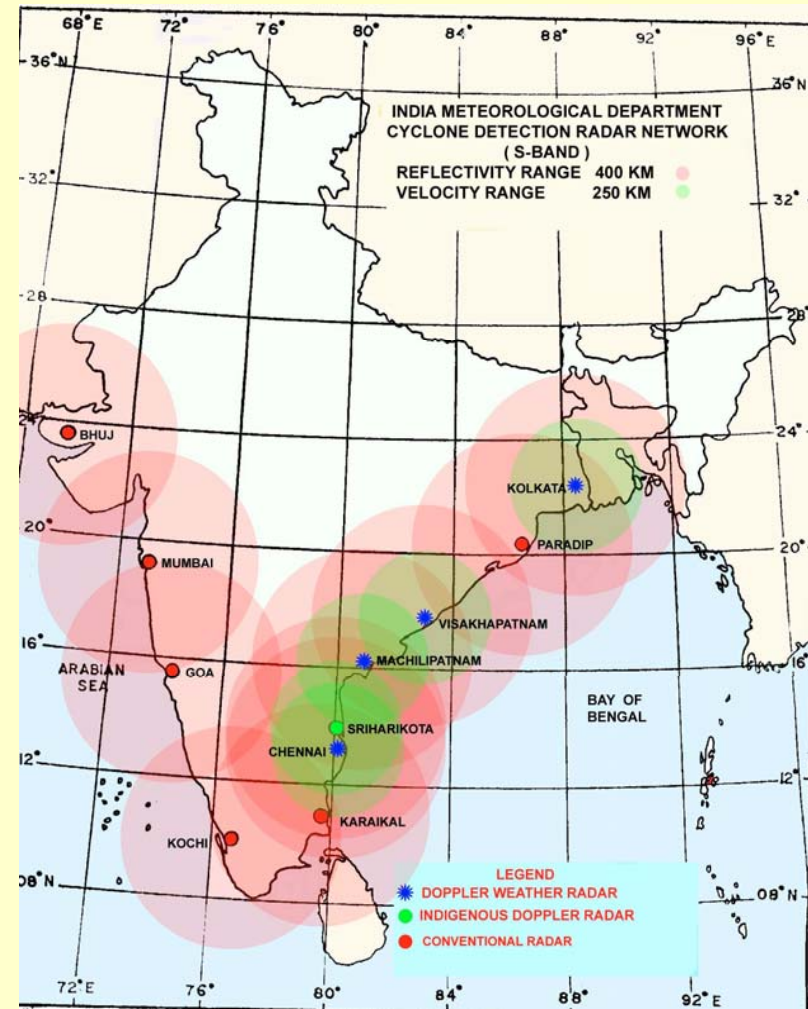 68° E
72°
76°
80°
84°
88°
92°
96° E
36° N
36° N
INDIA METEOROLOGICAL DEPARTMENT
CYCLONE DETECTION RADAR NETWORK
( S-BAND )
REFLECTIVITY RANGE 400 KM
VELOCITY RANGE 250 KM
32°
32°
28
28°
24°
24°
BHUJ
KOLKATA
20°
PARADIP
20°
MUMBAI
VISAKHAPATNAM
16°
MACHILIPATNAM
16°
ARABIAN
SEA
GOA
BAY OF
BENGAL
SRIHARIKOTA
CHENNAI
12°
12°
KARAIKAL
KOCHI
08° N
08° N
LEGEND
DOPPLER WEATHER RADAR
INDIGENOUS DOPPLER RADAR
CONVENTIONAL RADAR
72° E
76°
80°
84°
88°
92° E